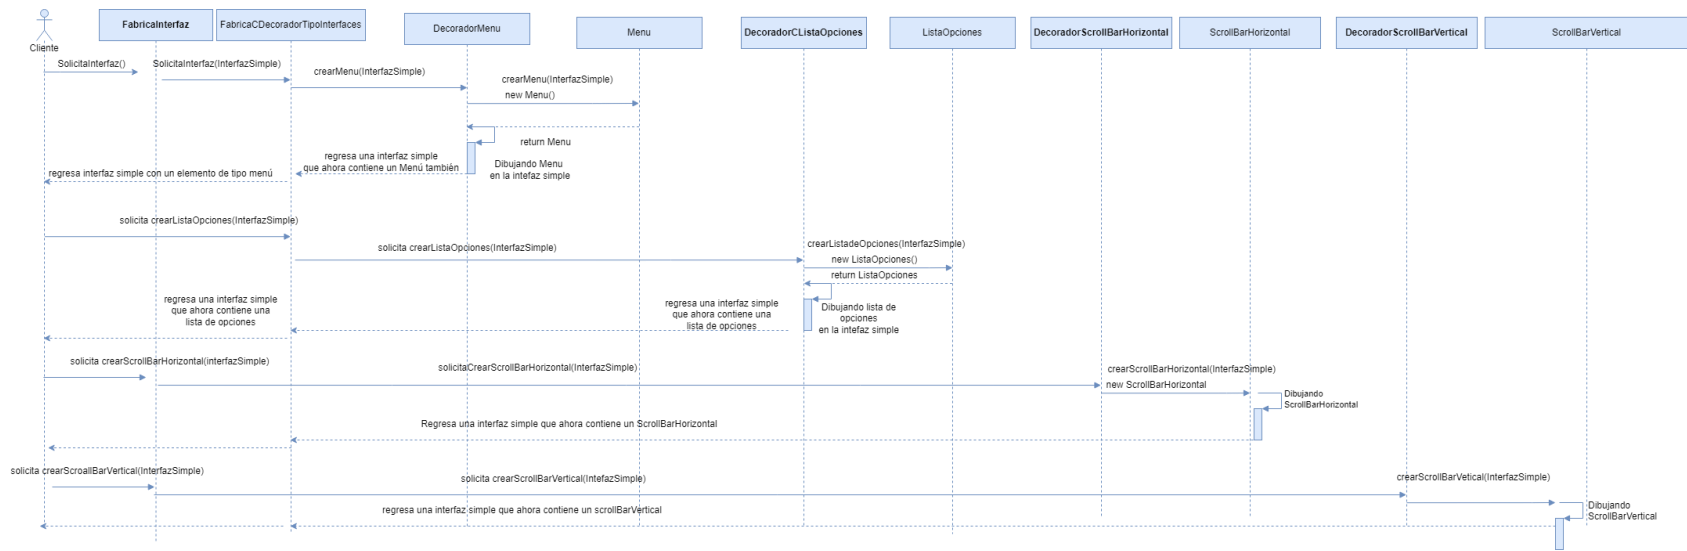 Cliente
FabricaInterfaz
FabricaCDecoradorTipoInterfaces
DecoradorMenu
Menu
DecoradorCListaOpciones
ListaOpciones
DecoradorScrollBarHorizontal
ScrollBarHorizontal
DecoradorScrollBarVertical
ScrollBarVertical
SolicitaInterfaz()
SolicitaInterfaz(InterfazSimple)
crearMenu(InterfazSimple)
crearMenu(InterfazSimple)
new Menu()
return Menu
regresa una interfaz simple
que ahora contiene un Menú también
Dibujando Menu
en la intefaz simple
regresa interfaz simple con un elemento de tipo menú
solicita crearListaOpciones(InterfazSimple)
solicita crearListaOpciones(InterfazSimple)
crearListadeOpciones(InterfazSimple)
new ListaOpciones()
return ListaOpciones
regresa una interfaz simple
que ahora contiene una
lista de opciones
regresa una interfaz simple
que ahora contiene una
lista de opciones
Dibujando lista de
opciones
en la intefaz simple
solicita crearScrollBarHorizontal(interfazSimple)
solicitaCrearScrollBarHorizontal(InterfazSimple)
crearScrollBarHorizontal(InterfazSimple)
new ScrollBarHorizontal
Dibujando
ScrollBarHorizontal
Regresa una interfaz simple que ahora contiene un ScrollBarHorizontal
solicita crearScroallBarVertical(InterfazSimple)
solicita crearScrollBarVertical(IntefazSimple)
crearScrollBarVetical(InterfazSimple)
regresa una interfaz simple que ahora contiene un scrollBarVertical
Dibujando
ScrollBarVertical